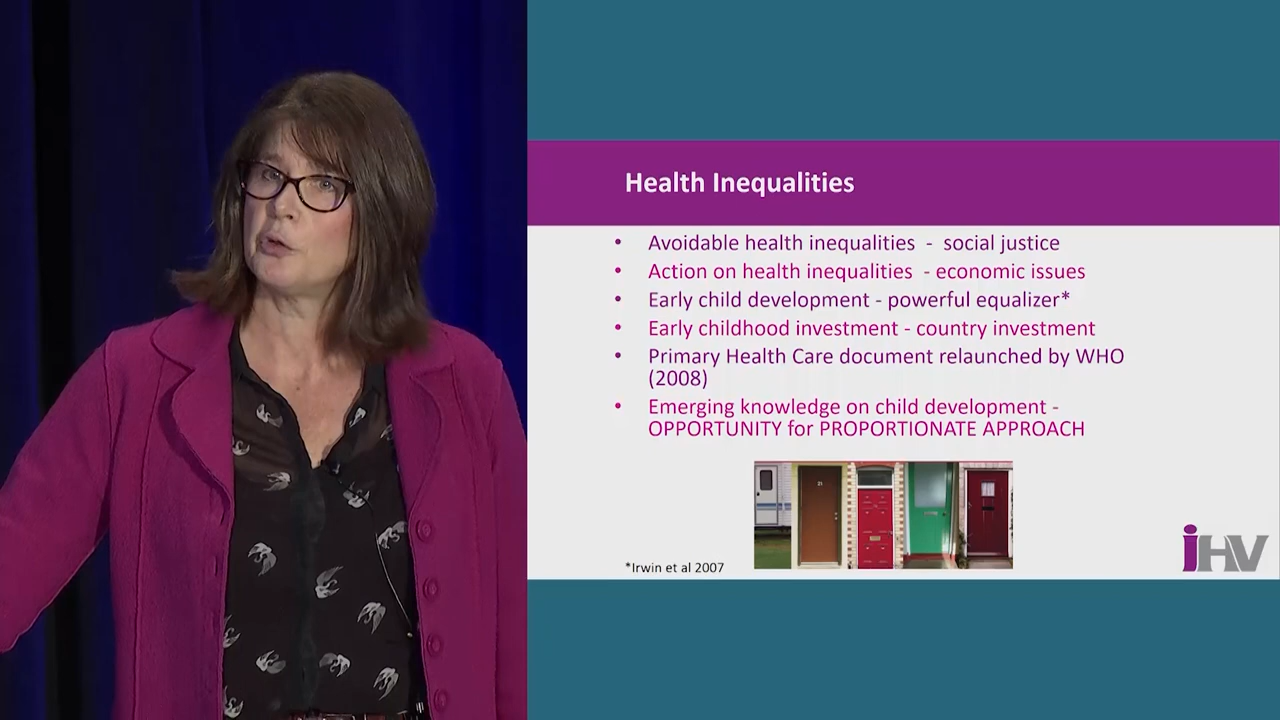 Health Inequalities
• Avoidable health inequalities - social justice
• Action on health inequalities - economic issues
• Early child development - powerful equalizer*
• Early childhood investment - country investment
• Primary Health Care document relaunched by WHO
(2008)
• Emerging knowledge on child development -
OPPORTUNITY for PROPORTIONATE APPROACH
*Irwin et al 2007
iHV